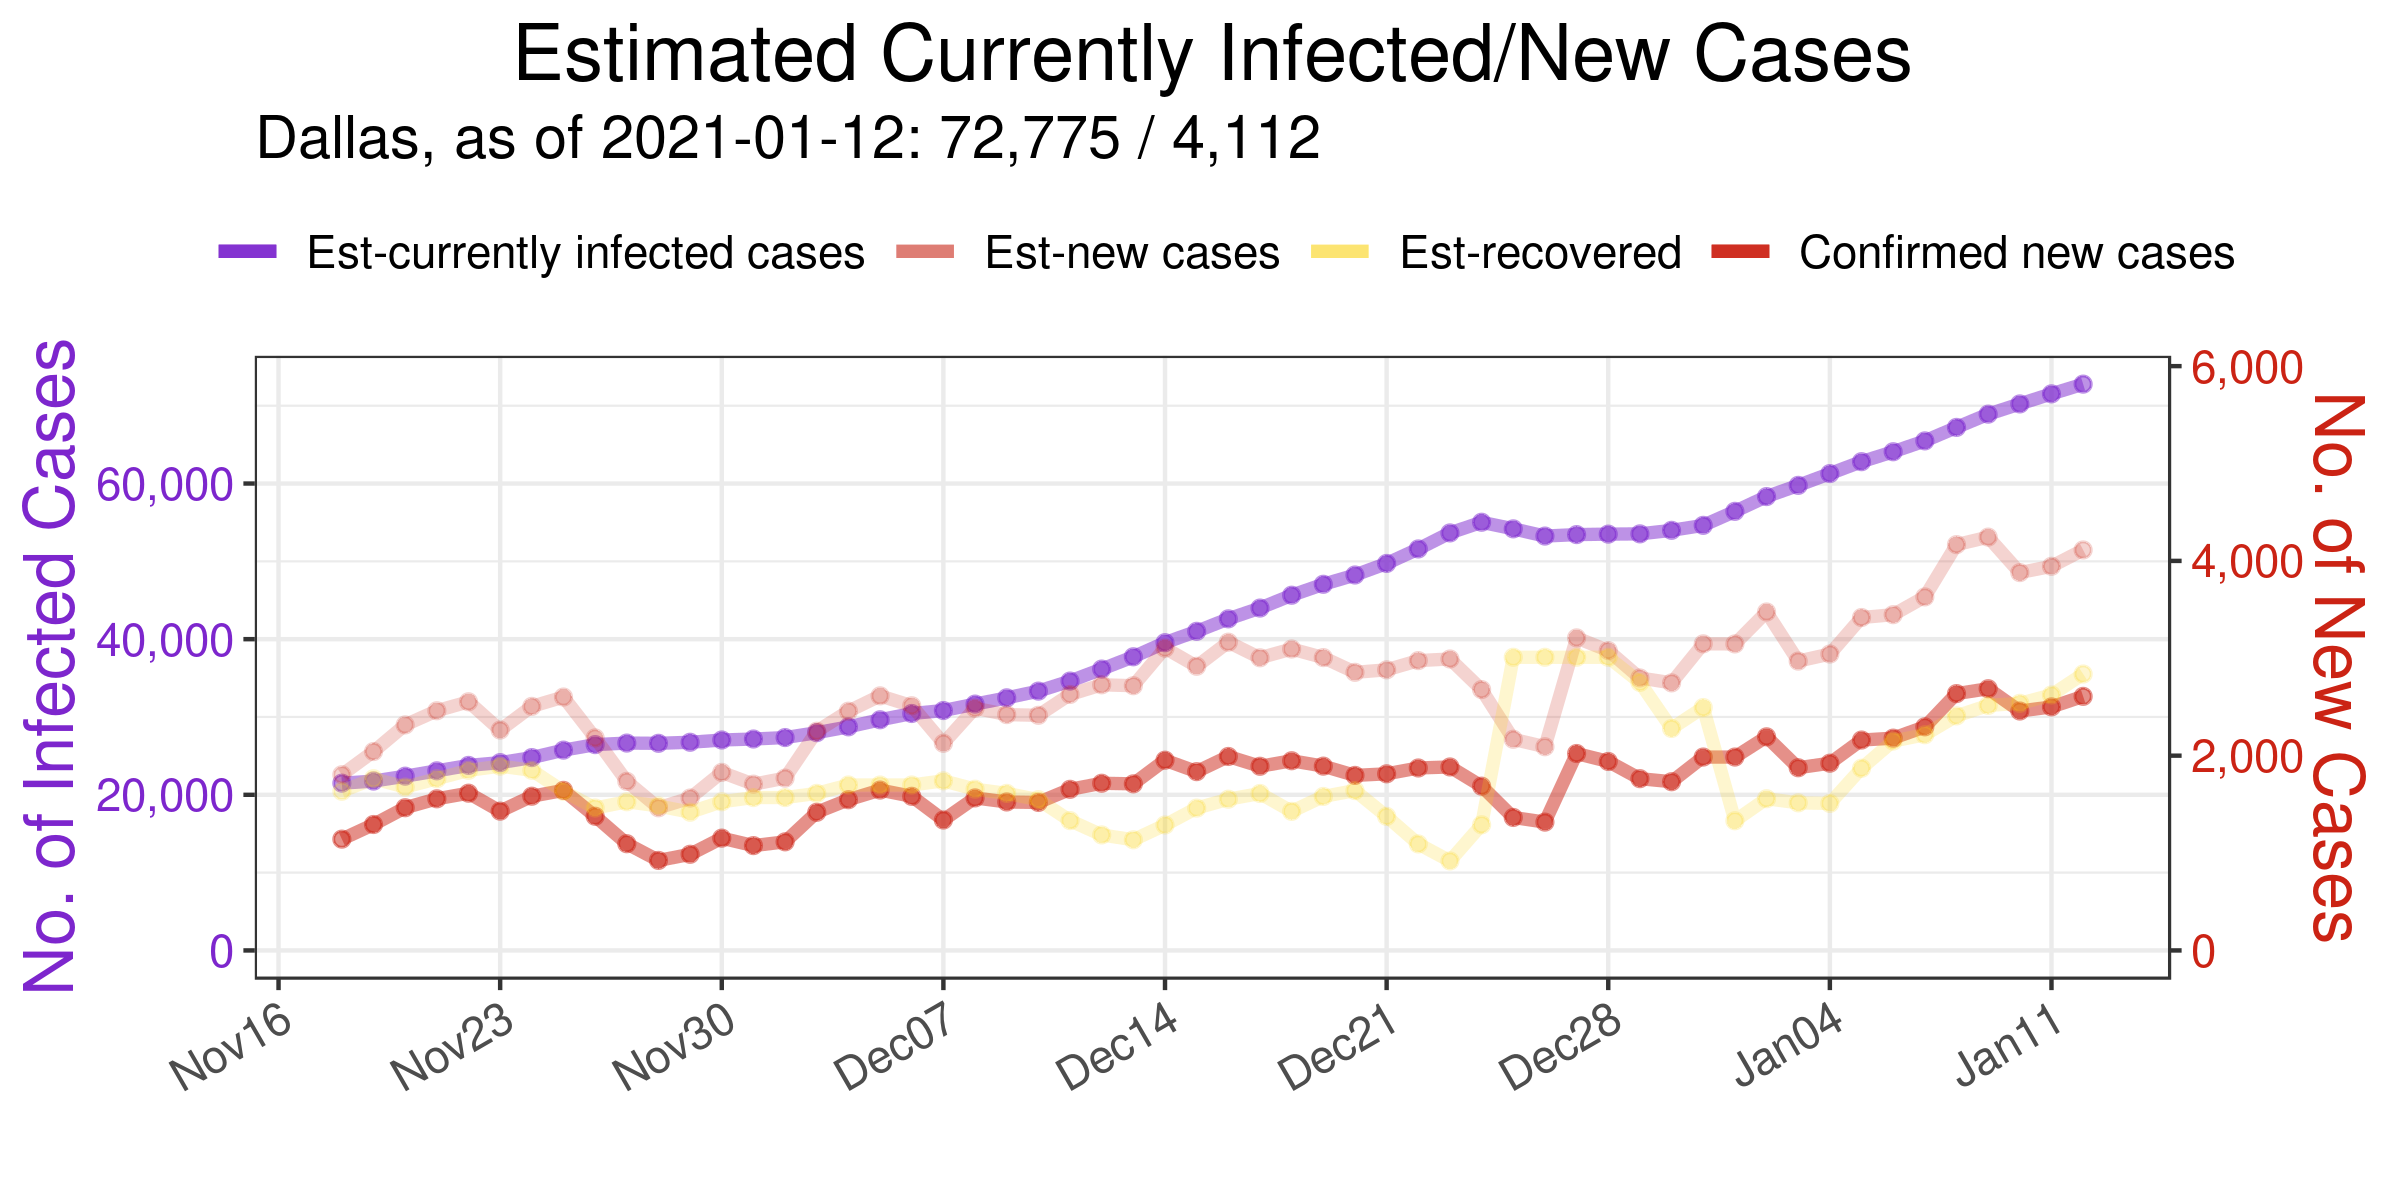 Estimated Currently Infected/New Cases
Dallas, as of 2021-01-12: 72,775 / 4,112
Est-currently infected cases Est-new cases Est-recovered Confirmed new cases
No. of Infected Cases
60,000
40,000
20,000
0
6,000
4,000
2,000
0
No. of New Cases
Nov16 Nov23 Nov30 Dec07 Dec14 Dec21 Dec28 Jan04 Jan11